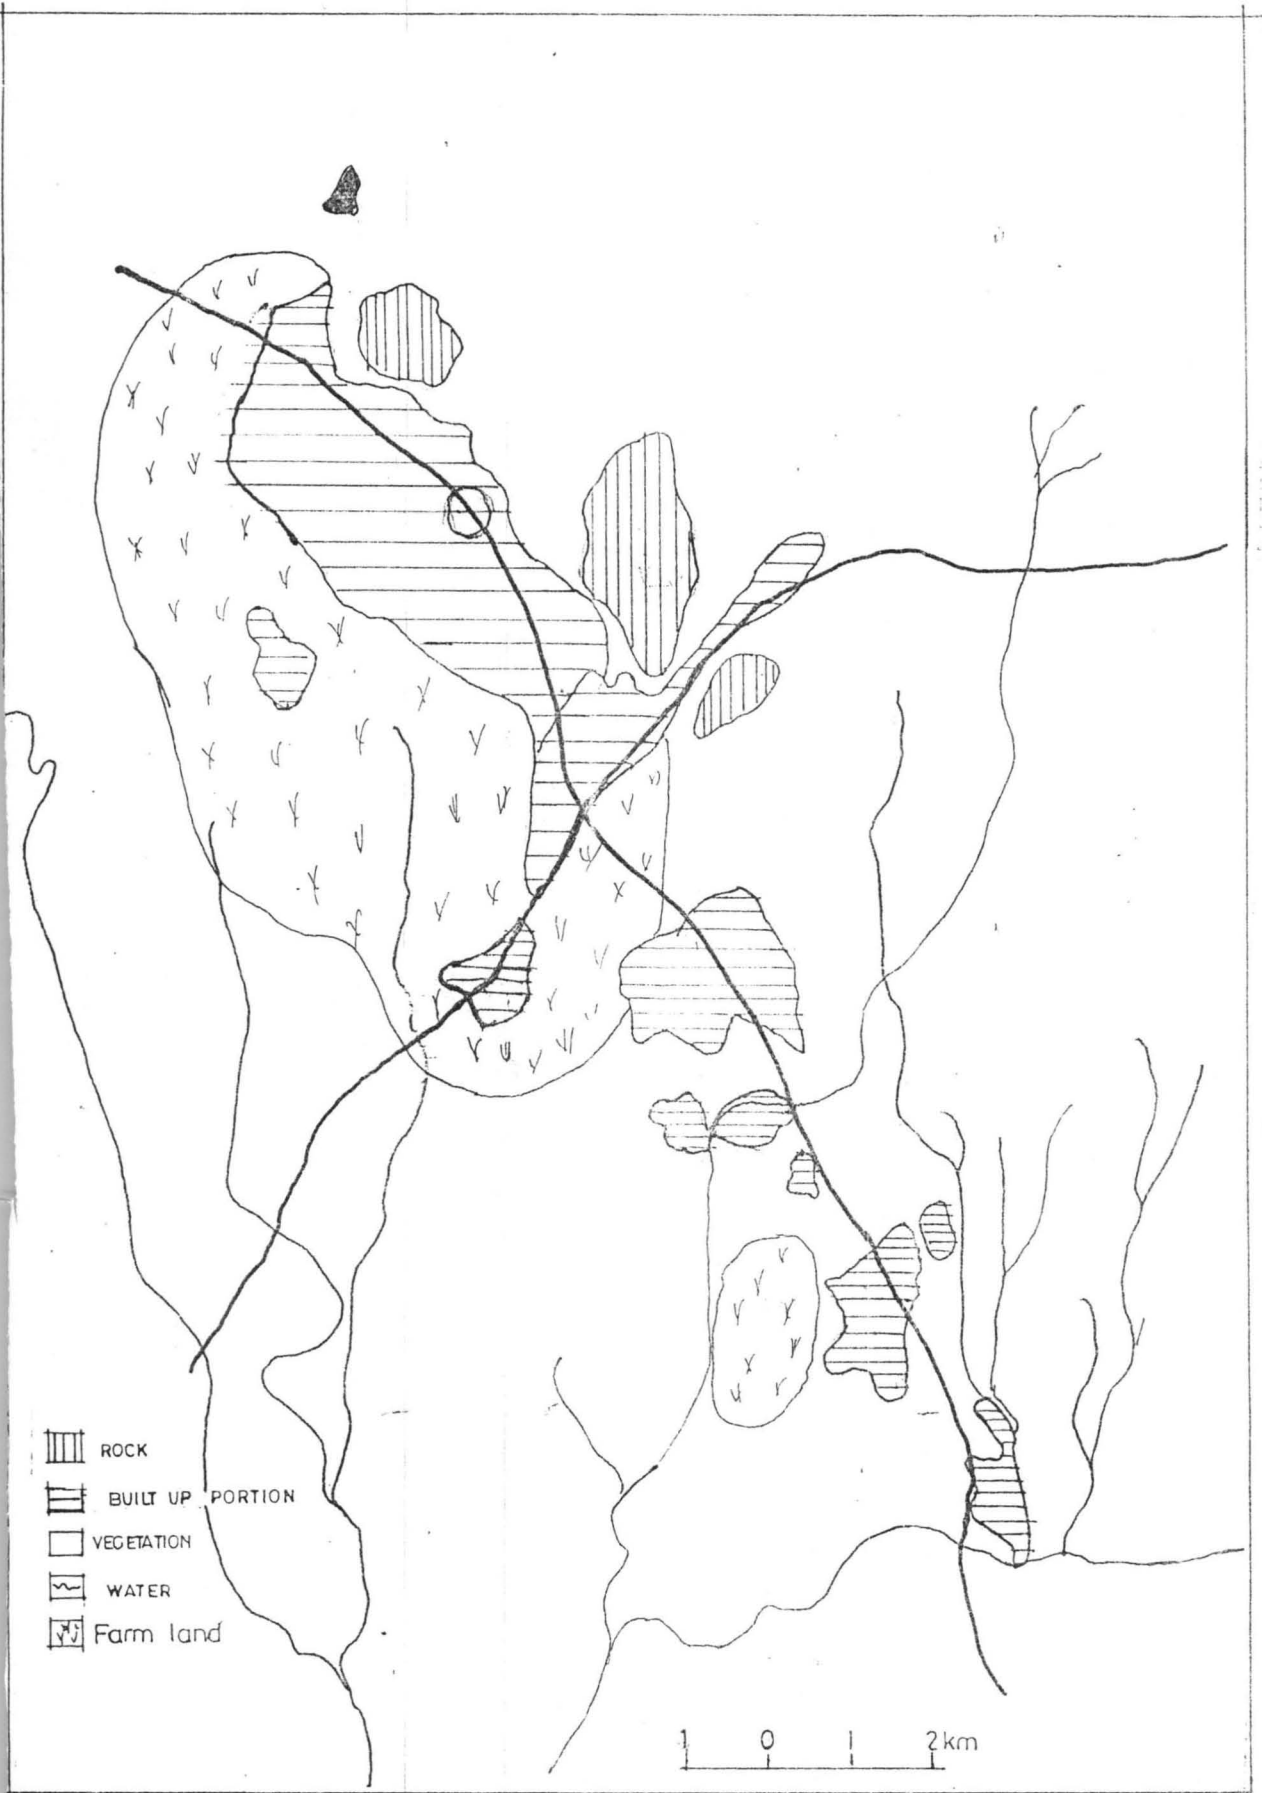 ROCK
BUILT UP PORTION
VEGETATION
WATER
Farm land
1 0 1 2km